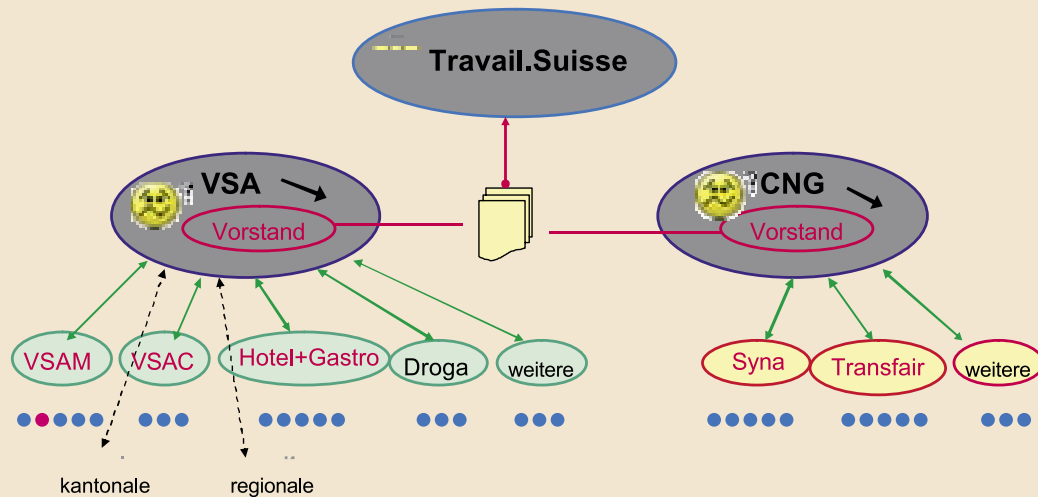 Travail.Suisse
VSA
CNG
Vorstand
Vorstand
VSAM
VSAC
Hotel+Gastro
Droga
weitere
Syna
Transfair
weitere
kantonale
regionale